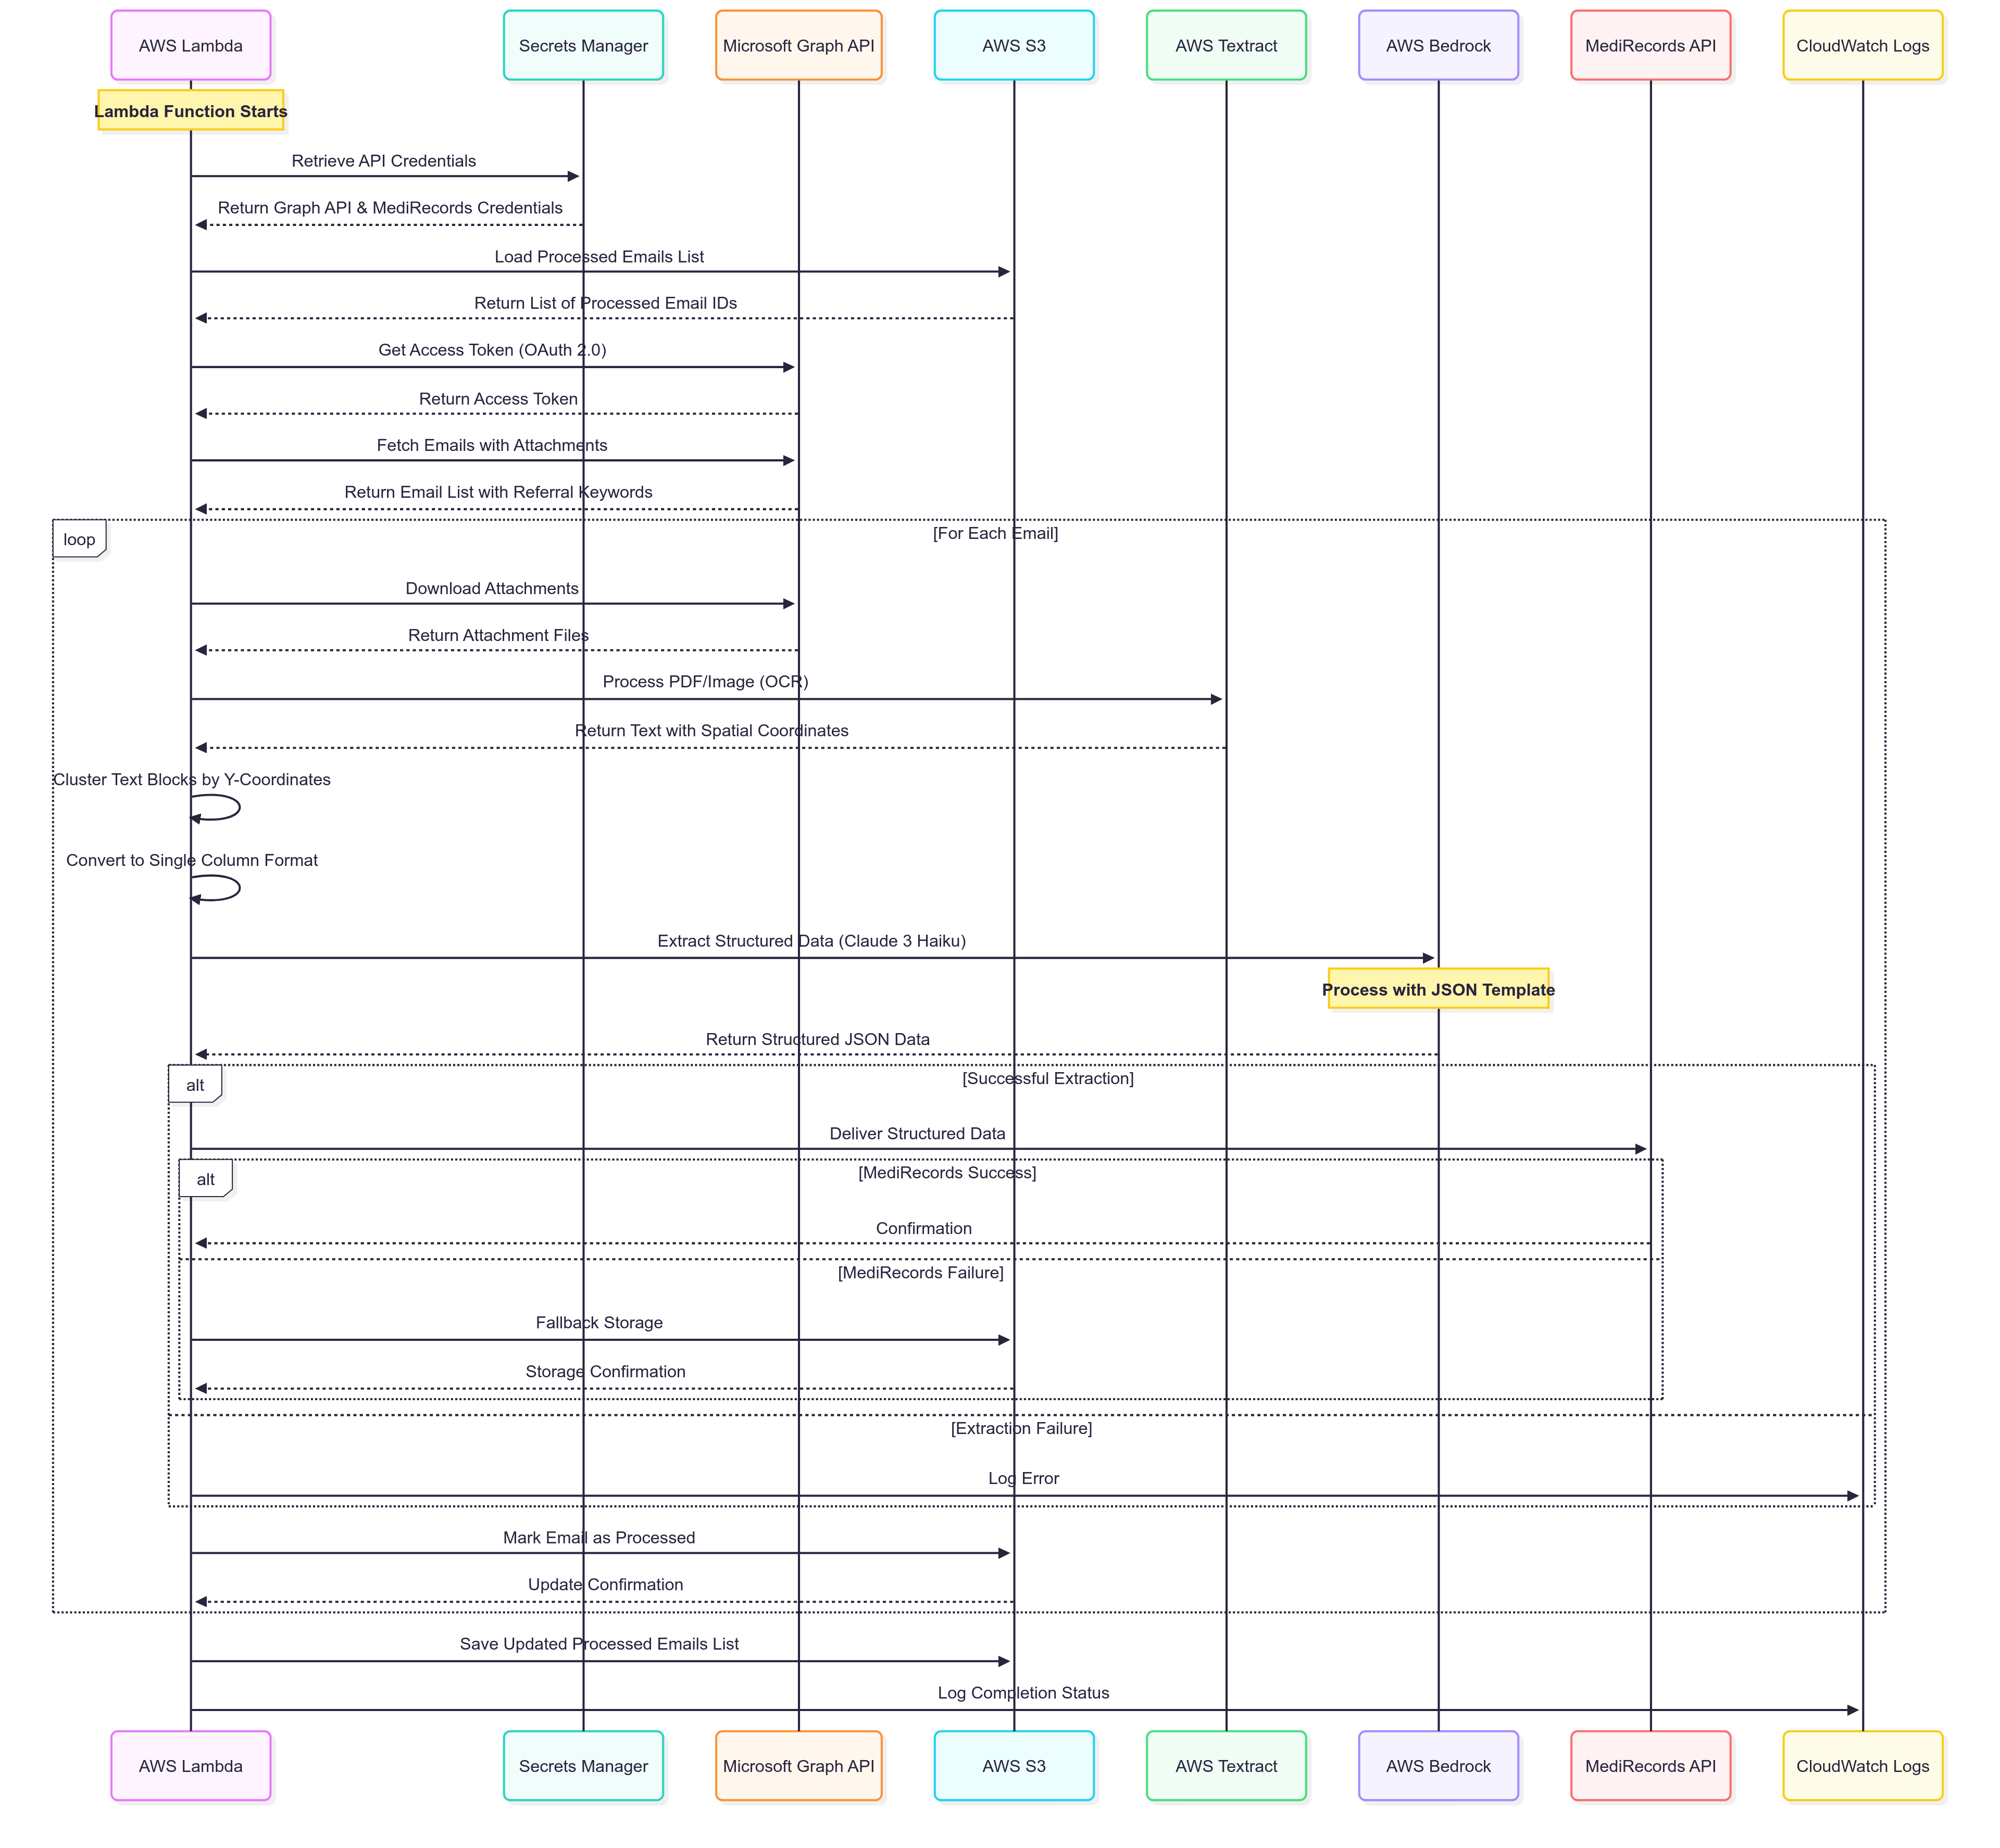 AWS Lambda
Secrets Manager
Microsoft Graph API
AWS S3
AWS Textract
AWS Bedrock
MediRecords API
CloudWatch Logs
Lambda Function Starts
Retrieve API Credentials
Return Graph API & MediRecords Credentials
Load Processed Emails List
Return List of Processed Email IDs
Get Access Token (OAuth 2.0)
Return Access Token
Fetch Emails with Attachments
Return Email List with Referral Keywords
loop
[For Each Email]
Download Attachments
Return Attachment Files
Process PDF/Image (OCR)
Return Text with Spatial Coordinates
Cluster Text Blocks by Y-Coordinates
Convert to Single Column Format
Extract Structured Data (Claude 3 Haiku)
Process with JSON Template
Return Structured JSON Data
alt
[Successful Extraction]
Deliver Structured Data
alt
[MediRecords Success]
Confirmation
[MediRecords Failure]
Fallback Storage
Storage Confirmation
[Extraction Failure]
Log Error
Mark Email as Processed
Update Confirmation
Save Updated Processed Emails List
Log Completion Status
AWS Lambda
Secrets Manager
Microsoft Graph API
AWS S3
AWS Textract
AWS Bedrock
MediRecords API
CloudWatch Logs